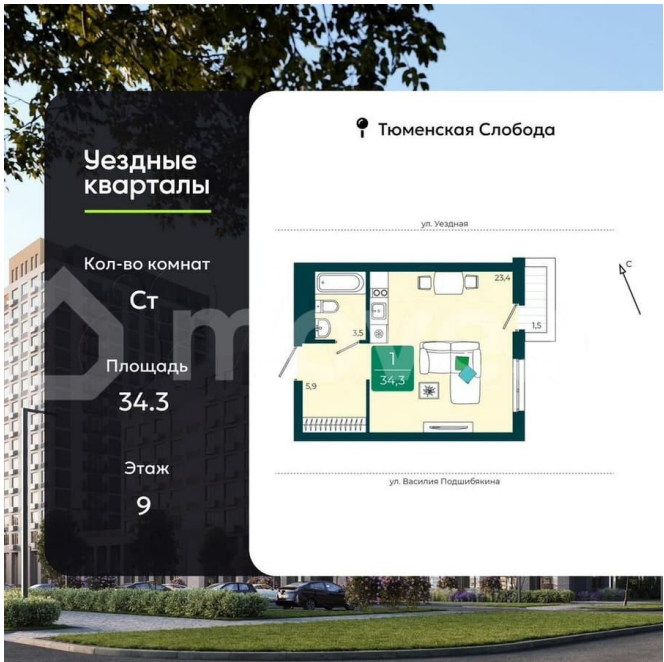 Тюменская Слобода
Уездные
кварталы
Кол-во комнат
Ст
Площадь
34.3
Этаж
9
ул. Уездная
С
23,4
3,5
1,5
1
34,3
5,9
ул. Василия Подшибякина